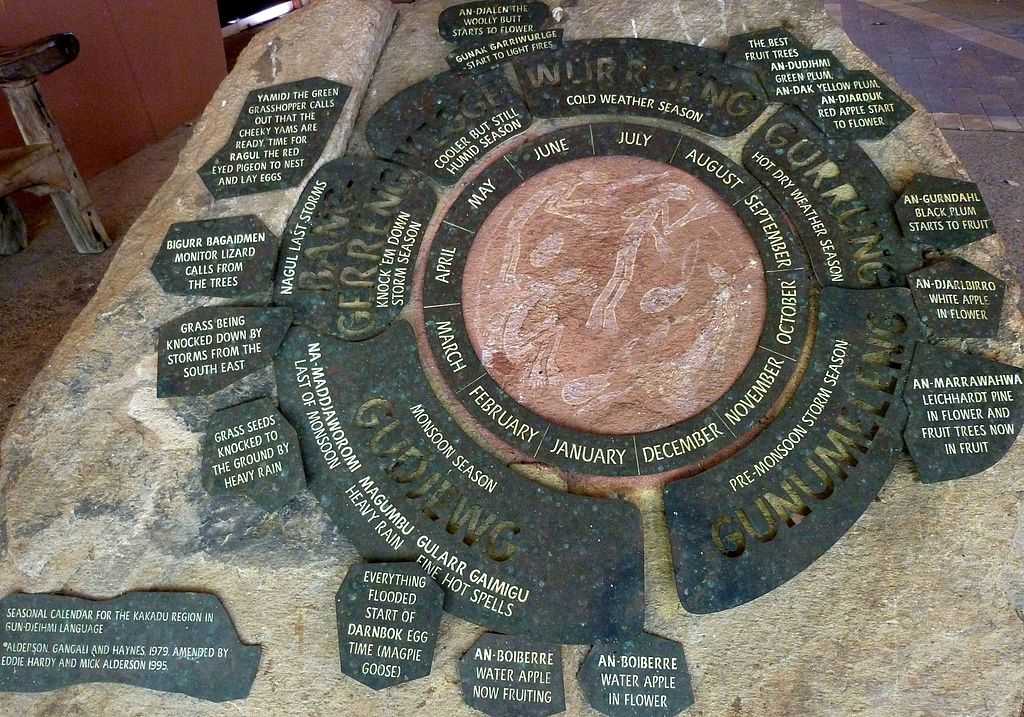 AN-DJALEN THE
WOOLLY BUTT
STARTS TO FLOWER
GUNAK GARRIWURLGE
START TO LIGHT FIRES
THE BEST
FRUIT TREES
AN-DUDJHMI
GREEN PLUM,
AN-DAK YELLOW PLUM,
AN-DJARDUK
RED APPLE START
TO FLOWER
YAMIDJ THE GREEN
GRASSHOPPER CALLS
OUT THAT THE
CHEEKY YAMS ARE
READY, TIME FOR
RAGUL THE RED
EYED PIGEON TO NEST
AND LAY EGGS
COOLER BUT STILL
HUMID SEASON
WURRGENG
COLD WEATHER SEASON
GURRUNG
HOT DRY WEATHER SEASON
AN-GURNDAHL
BLACK PLUM
STARTS TO FRUIT
BIGURR BAGAIDMEN
MONITOR LIZARD
CALLS FROM
THE TREES
NAGUL LAST STORMS
BANG
GERRENG
KNOCK EM DOWN
STORM SEASON
AN-DJARLBIRRO
WHITE APPLE
IN FLOWER
GRASS BEING
KNOCKED DOWN BY
STORMS FROM THE
SOUTH EAST
GUNUMELENG
PRE-MONSOON STORM SEASON
AN-MARRAWAHWA
LEICHHARDT PINE
IN FLOWER AND
FRUIT TREES NOW
IN FRUIT
GRASS SEEDS
KNOCKED TO
THE GROUND BY
HEAVY RAIN
GUDJEWG
MONSOON SEASON
NA-MADDJAWOROMI
LAST OF MONSOON
MAGUMBU
HEAVY RAIN
GULARR GAIMIGU
FINE HOT SPELLS
JANUARY
FEBRUARY
MARCH
APRIL
MAY
JUNE
JULY
AUGUST
SEPTEMBER
OCTOBER
NOVEMBER
DECEMBER
EVERYTHING
FLOODED
START OF
DARNBOK EGG
TIME (MAGPIE
GOOSE)
AN-BOIBERRE
WATER APPLE
NOW FRUITING
AN-BOIBERRE
WATER APPLE
IN FLOWER
SEASONAL CALENDAR FOR THE KAKADU REGION IN
GUN-DJEIHMI LANGUAGE
*ALDERSON, GANGALI AND HAYNES, 1979, AMENDED BY
EDDIE HARDY AND MICK ALDERSON 1995.